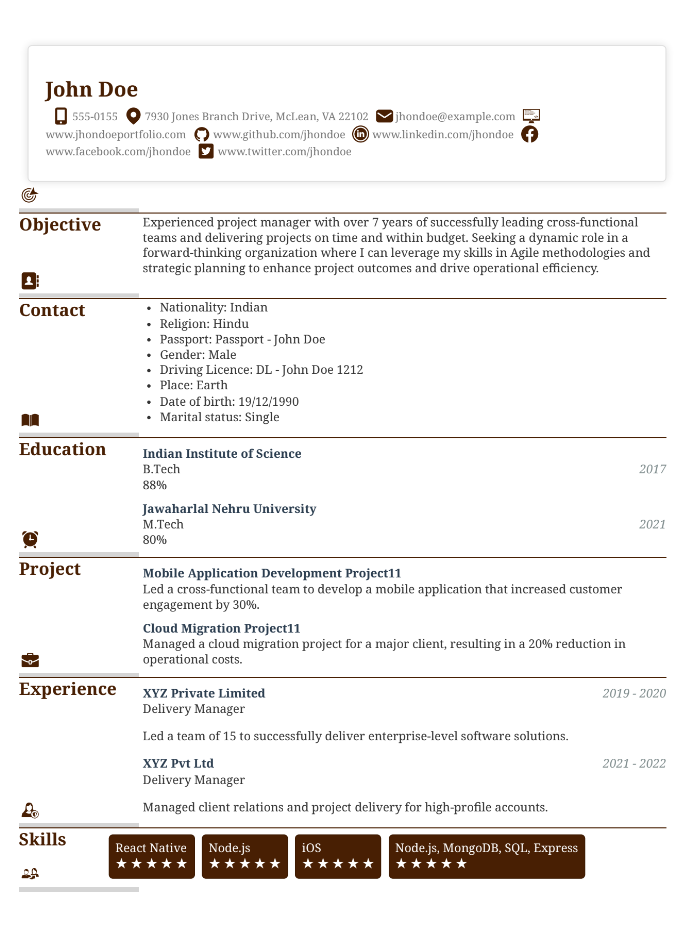 John Doe
555-0155 7930 Jones Branch Drive, McLean, VA 22102 jhondoe@example.com
www.jhondoeportfolio.com www.github.com/jhondoe www.linkedin.com/jhondoe
www.facebook.com/jhondoe www.twitter.com/jhondoe
Objective
Experienced project manager with over 7 years of successfully leading cross-functional
teams and delivering projects on time and within budget. Seeking a dynamic role in a
forward-thinking organization where I can leverage my skills in Agile methodologies and
strategic planning to enhance project outcomes and drive operational efficiency.
Contact
• Nationality: Indian
• Religion: Hindu
• Passport: Passport - John Doe
• Gender: Male
• Driving Licence: DL - John Doe 1212
• Place: Earth
• Date of birth: 19/12/1990
• Marital status: Single
Education
Indian Institute of Science
B.Tech 2017
88%
Jawaharlal Nehru University
M.Tech 2021
80%
Project
Mobile Application Development Project11
Led a cross-functional team to develop a mobile application that increased customer
engagement by 30%.
Cloud Migration Project11
Managed a cloud migration project for a major client, resulting in a 20% reduction in
operational costs.
Experience
XYZ Private Limited 2019 - 2020
Delivery Manager
Led a team of 15 to successfully deliver enterprise-level software solutions.
XYZ Pvt Ltd 2021 - 2022
Delivery Manager
Managed client relations and project delivery for high-profile accounts.
Skills
React Native Node.js iOS Node.js, MongoDB, SQL, Express
★★★★★ ★★★★★ ★★★★★ ★★★★★